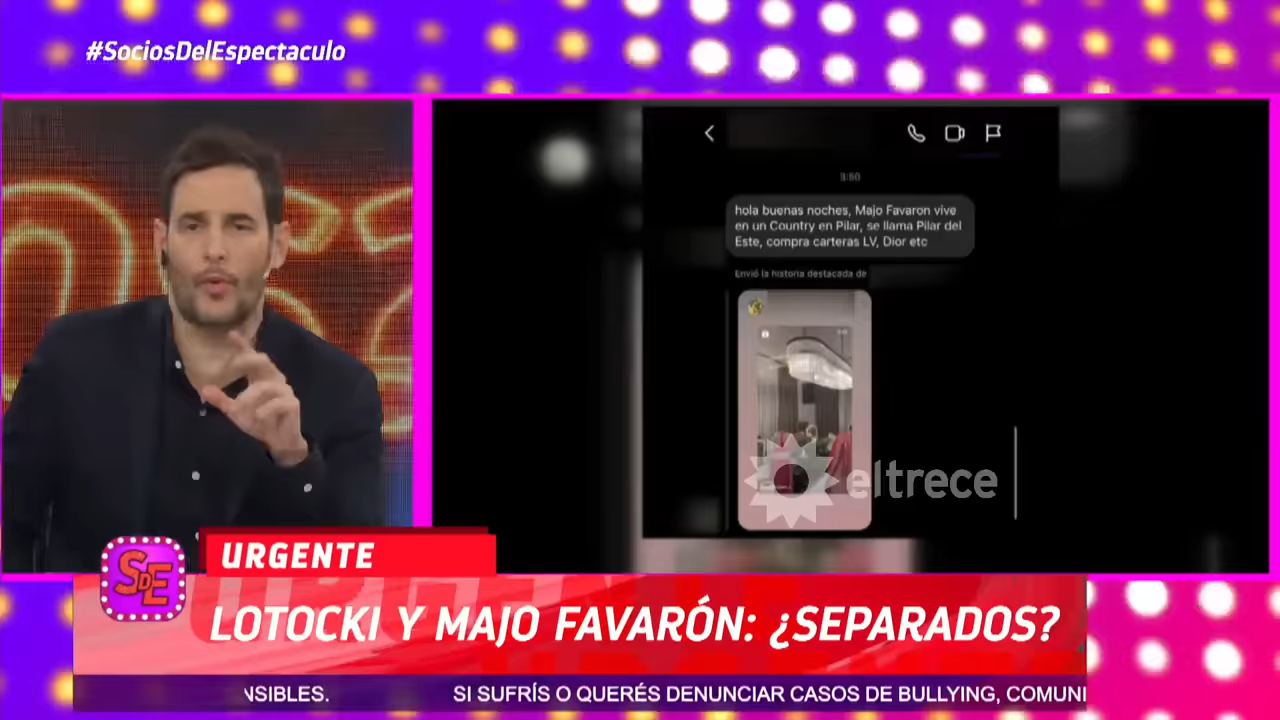 #SociosDelEspectaculo
hola buenas noches, Majo Favaron vive
en un Country en Pilar, se llama Pilar del
Este, compra carteras LV, Dior etc
Envió la historia destacada de
eltrece
SDE
URGENTE
LOTOCKI Y MAJO FAVARÓN: ¿SEPARADOS?
NSIBLES. SI SUFRÍS O QUERÉS DENUNCIAR CASOS DE BULLYING, COMUNI